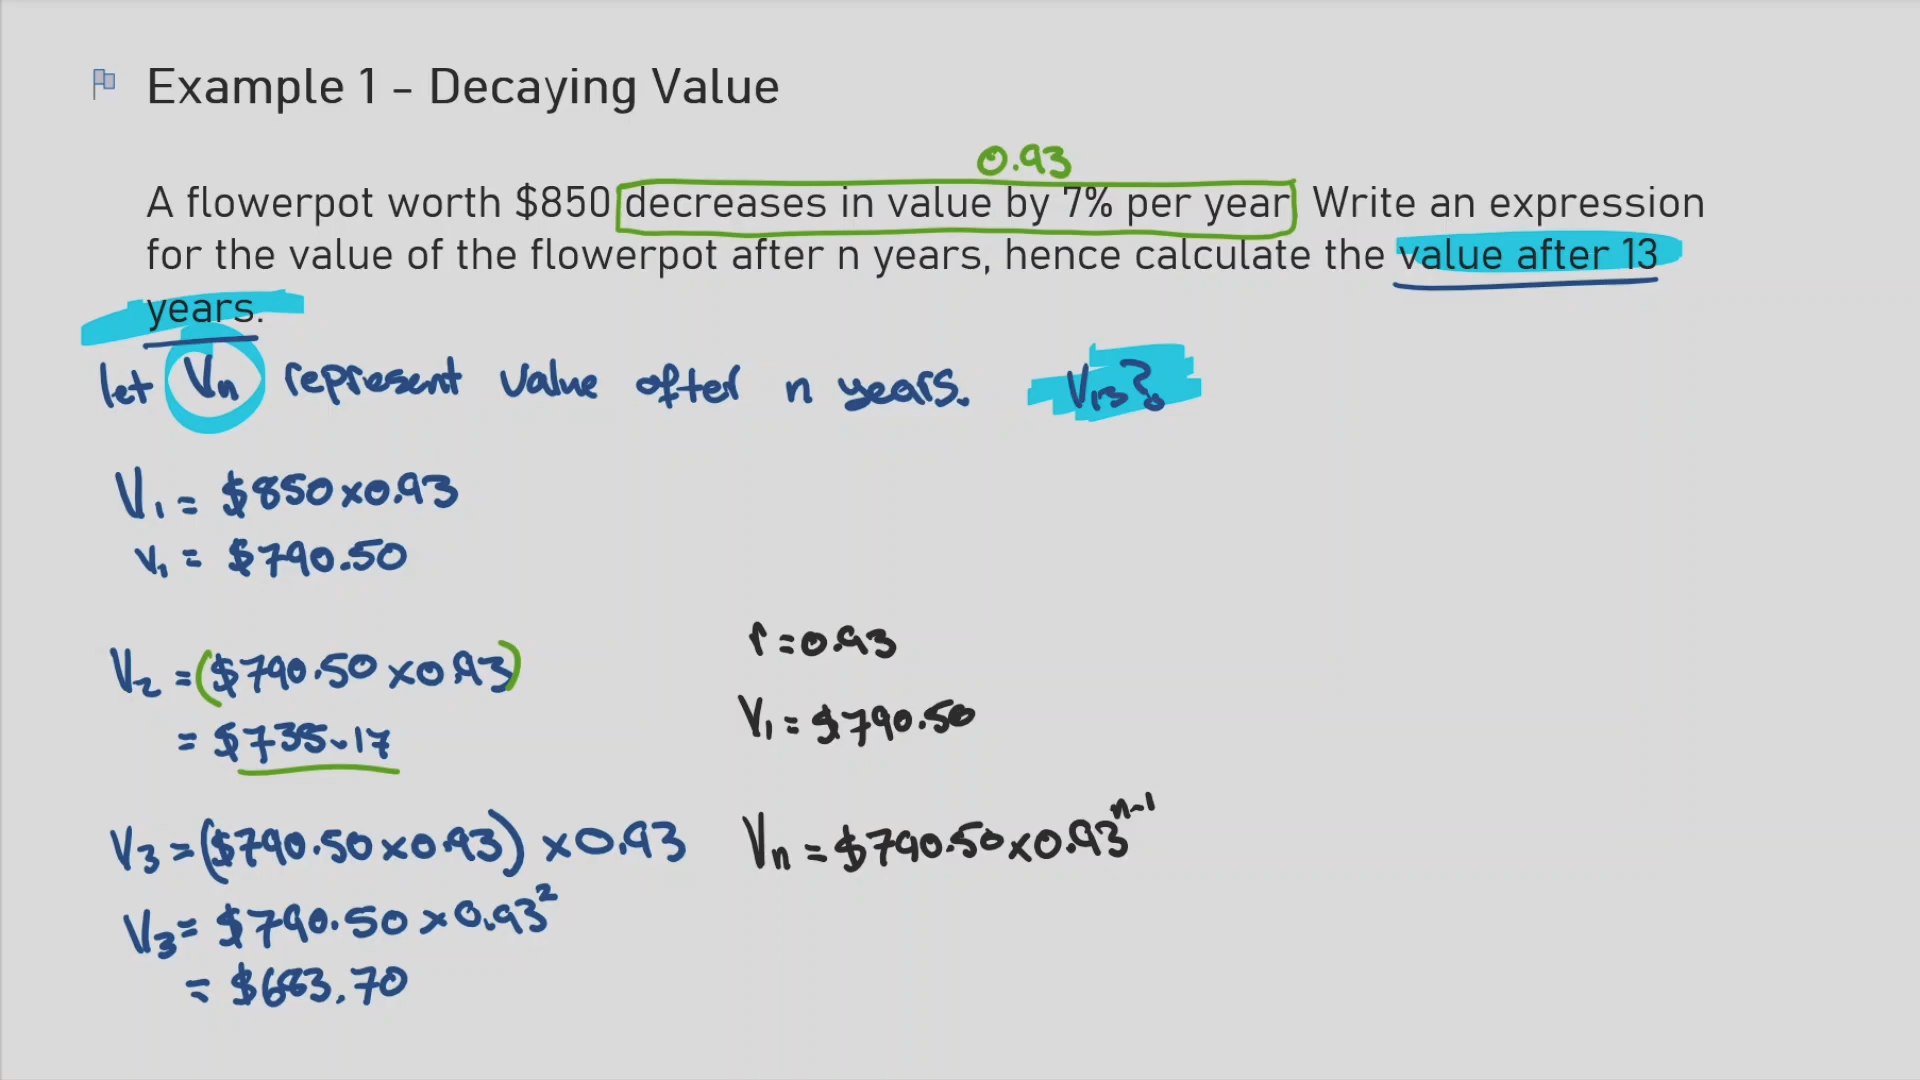 Example 1 - Decaying Value
0.93
A flowerpot worth $850 decreases in value by 7% per year. Write an expression
for the value of the flowerpot after n years, hence calculate the value after 13
years.
let Vₙ represent value after n years. V₁₃?
V₁ = $850×0.93
V₁ = $790.50
r = 0.93
V₂ = ($790.50 ×0.93)
V₁ = $790.50
= $735.17
Vₙ = $790.50×0.93ⁿ⁻¹
V₃ = ($790.50×0.93) ×0.93
V₃ = $790.50 ×0.93²
= $683.70